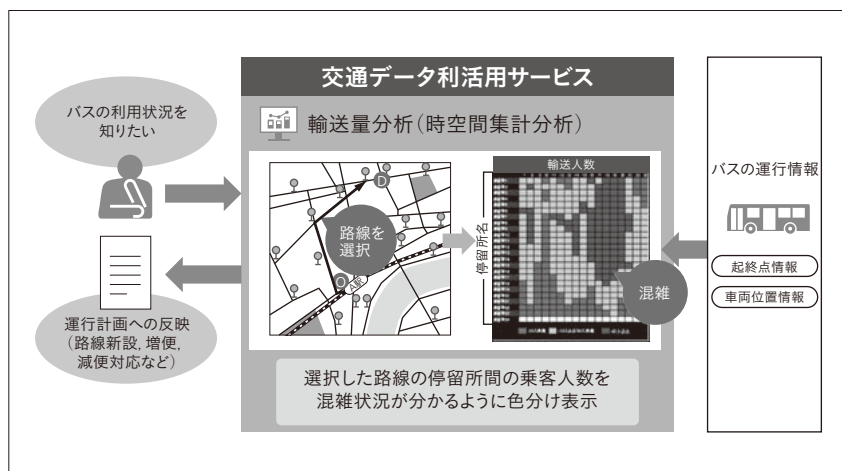 交通データ利活用サービス
バスの利用状況を
知りたい
輸送量分析(時空間集計分析)
D
路線を
選択
O
A駅
輸送人数
停留所名
混雑
選択した路線の停留所間の乗客人数を
混雑状況が分かるように色分け表示
運行計画への反映
(路線新設,増便,
減便対応など)
バスの運行情報
起終点情報
車両位置情報